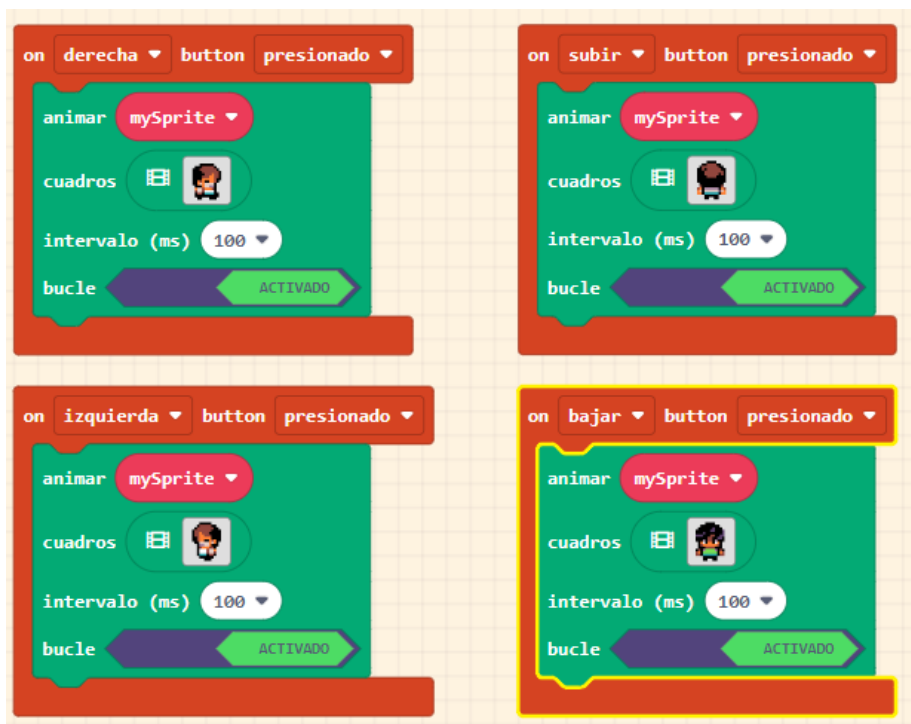 on derecha button presionado
animar mySprite
cuadros
intervalo (ms) 100
bucle ACTIVADO
on subir button presionado
animar mySprite
cuadros
intervalo (ms) 100
bucle ACTIVADO
on izquierda button presionado
animar mySprite
cuadros
intervalo (ms) 100
bucle ACTIVADO
on bajar button presionado
animar mySprite
cuadros
intervalo (ms) 100
bucle ACTIVADO